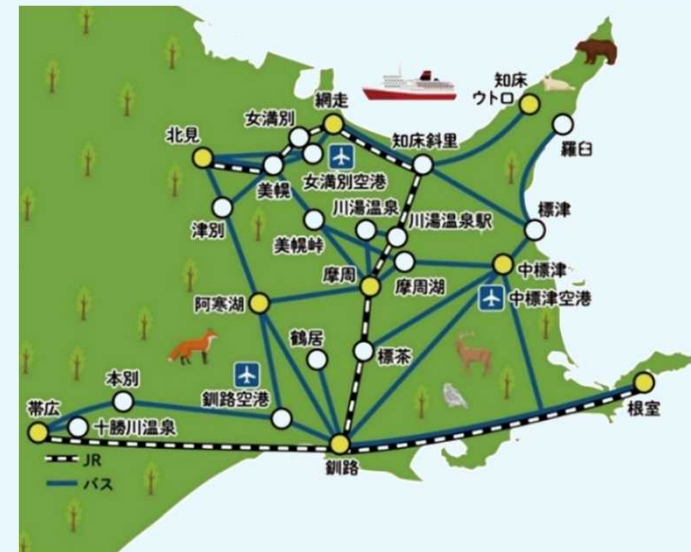 知床
ウトロ
網走
女満別
北見
知床斜里
羅臼
女満別空港
美幌
川湯温泉
標津
津別
川湯温泉駅
美幌峠
摩周
摩周湖
中標津
阿寒湖
中標津空港
鶴居
標茶
本別
釧路空港
帯広
十勝川温泉
根室
JR
釧路
バス